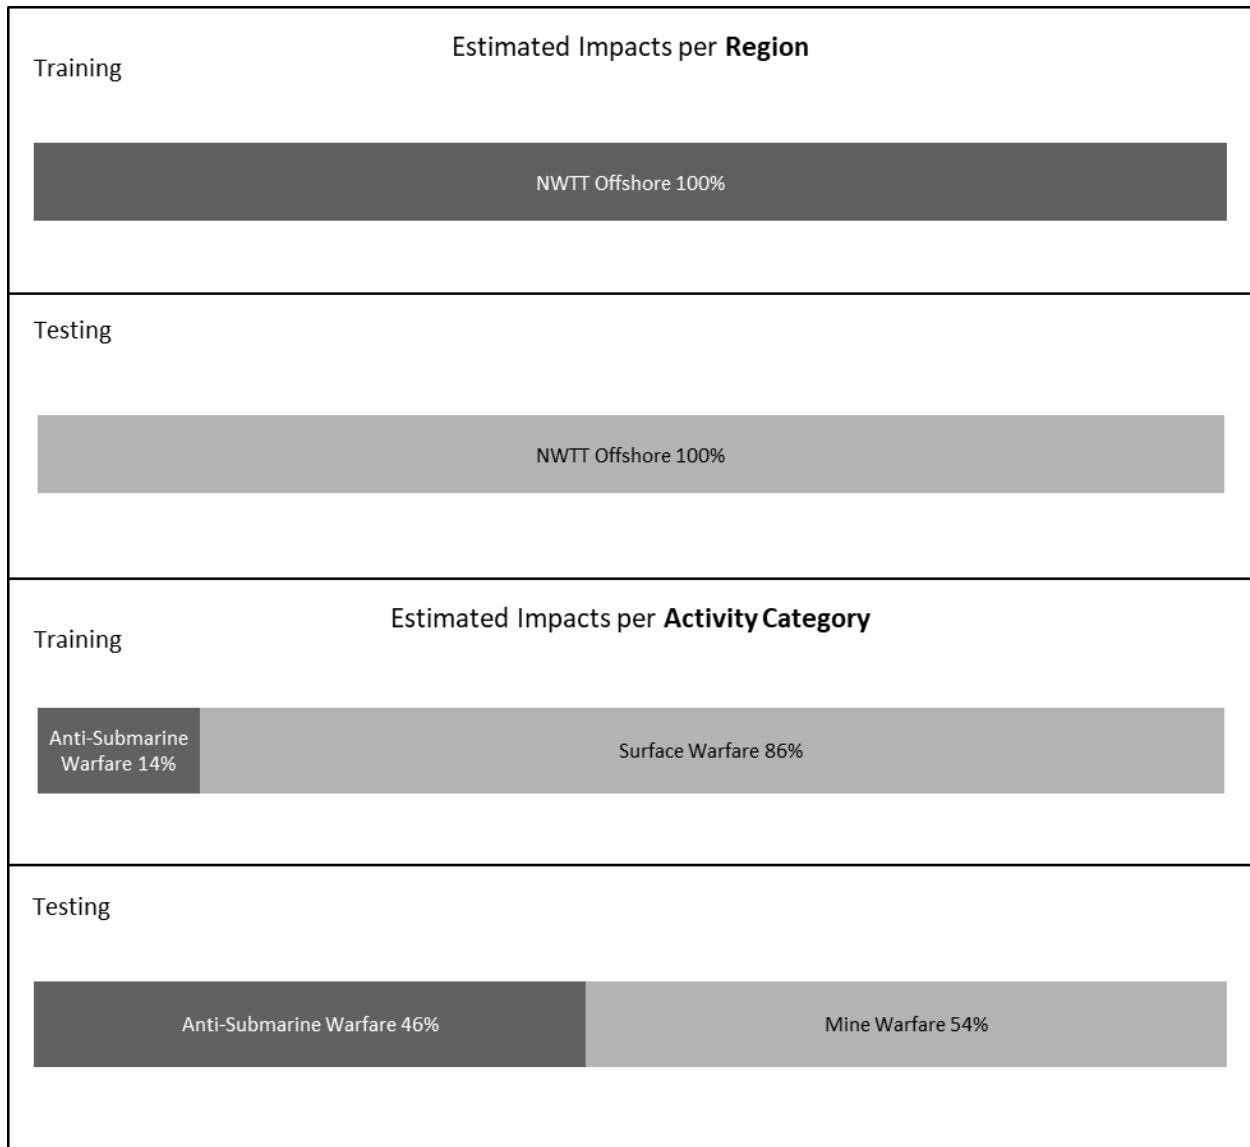 Estimated Impacts per Region
Training
NWTT Offshore 100%
Testing
NWTT Offshore 100%
Estimated Impacts per Activity Category
Training
Anti-Submarine
Warfare 14%
Surface Warfare 86%
Testing
Anti-Submarine Warfare 46%
Mine Warfare 54%